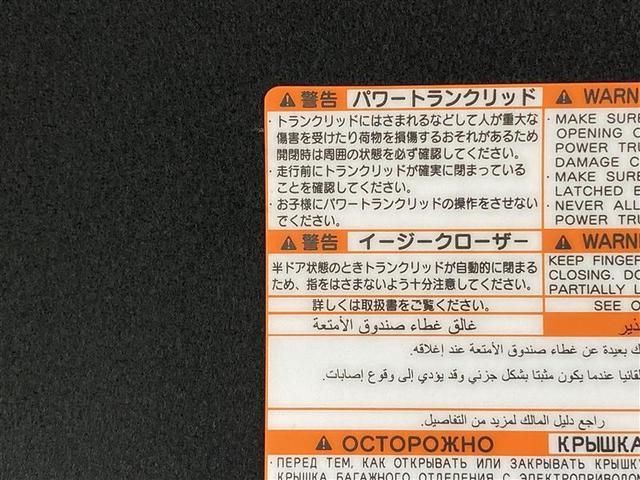 ⚠ 警告 パワートランクリッド
・トランクリッドにはさまれるなどして人が重大な
傷害を受けたり荷物を損傷するおそれがあるため
開閉時は周囲の状態を必ず確認してください。
・走行前にトランクリッドが確実に閉まっている
ことを確認してください。
・お子様にパワートランクリッドの操作をさせない
でください。
⚠ WARN
・MAKE SURE
OPENING
POWER
DAMAGE
・MAKE SURE
LATCHED
・NEVER
POWER
⚠ 警告 イージークローザー
半ドア状態のときトランクリッドが自動的に閉まる
ため、指をはさまないよう十分注意してください。
詳しくは取扱書をご覧ください。
⚠ WARN
KEEP
CLOSING.
PARTIALLY
SEE
غالق غطاء صندوق الأمتعة
بعيدة عن غطاء صندوق الأمتعة عند إغلاقه.
عندما يكون مثبتا بشكل جزئي وقد يؤدي إلى وقوع إصابات.
راجع دليل المالك لمزيد من التفاصيل.
⚠ ОСТОРОЖНО КРЫШКА
・ПЕРЕД ТЕМ, КАК ОТКРЫВАТЬ ИЛИ ЗАКРЫВАТЬ
КРЫШКА БАГАЖНОГО ОТДЕЛЕНИЯ С